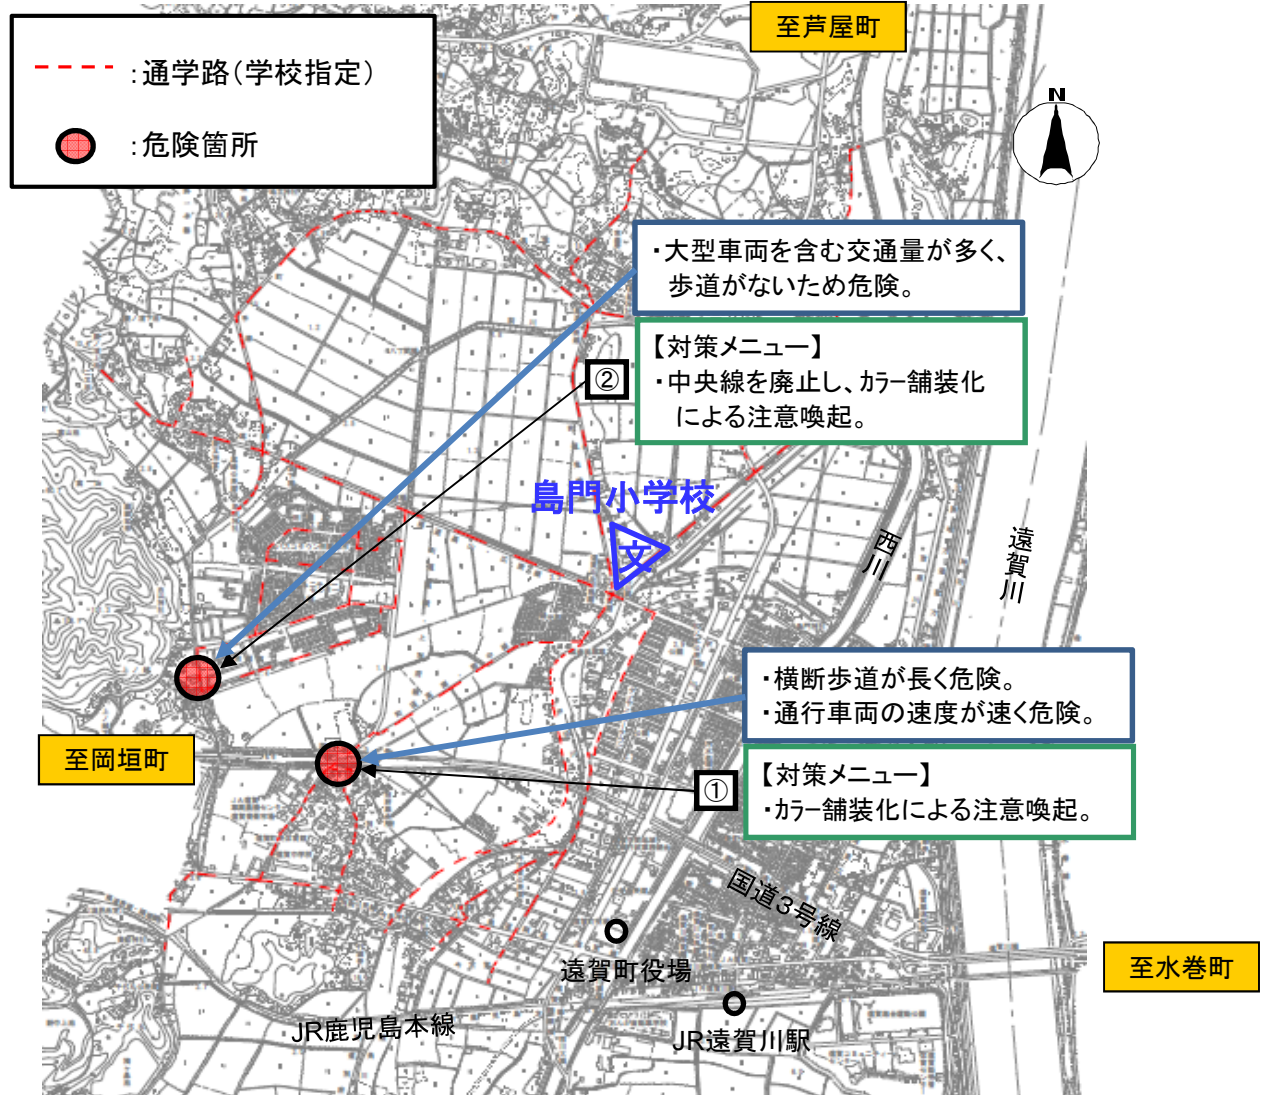 至芦屋町
：通学路（学校指定）
：危険箇所
N
・大型車両を含む交通量が多く、
歩道がないため危険。
【対策メニュー】
・中央線を廃止し、カラー舗装化
による注意喚起。
②
島門小学校
文
西川
遠賀川
・横断歩道が長く危険。
・通行車両の速度が速く危険。
至岡垣町
【対策メニュー】
・カラー舗装化による注意喚起。
①
国道３号線
遠賀町役場
至水巻町
JR鹿児島本線
JR遠賀川駅